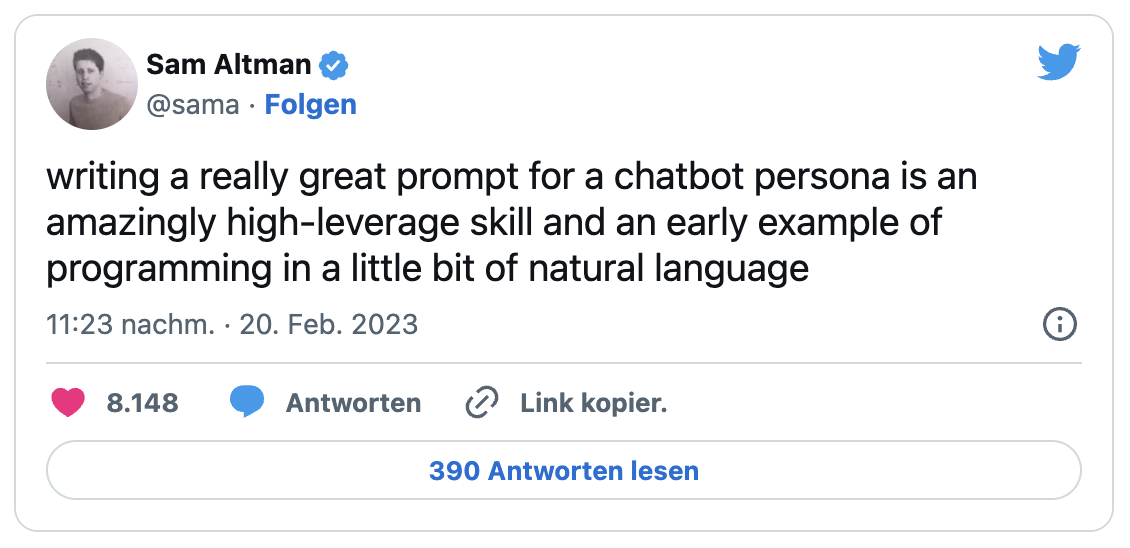 Sam Altman
@sama · Folgen
writing a really great prompt for a chatbot persona is an
amazingly high-leverage skill and an early example of
programming in a little bit of natural language
11:23 nachm. · 20. Feb. 2023
8.148 Antworten Link kopier.
390 Antworten lesen